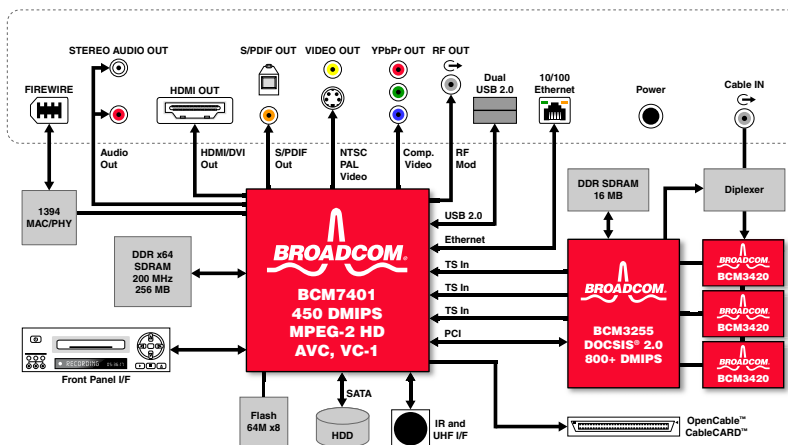 STEREO AUDIO OUT
S/PDIF OUT
VIDEO OUT
YPbPr OUT
RF OUT
FIREWIRE
HDMI OUT
Dual
USB 2.0
10/100
Ethernet
Power
Cable IN
Audio
Out
HDMI/DVI
Out
S/PDIF
Out
NTSC
PAL
Video
Comp.
Video
RF
Mod
1394
MAC/PHY
USB 2.0
Ethernet
DDR SDRAM
16 MB
Diplexer
DDR x64
SDRAM
200 MHz
256 MB
BROADCOM.
BCM7401
450 DMIPS
MPEG-2 HD
AVC, VC-1
TS In
TS In
TS In
PCI
BROADCOM.
BCM3255
DOCSIS® 2.0
800+ DMIPS
BROADCOM.
BCM3420
BROADCOM.
BCM3420
BROADCOM.
BCM3420
RECORDING
Front Panel I/F
Flash
64M x8
SATA
HDD
IR and
UHF I/F
OpenCable™
CableCARD™